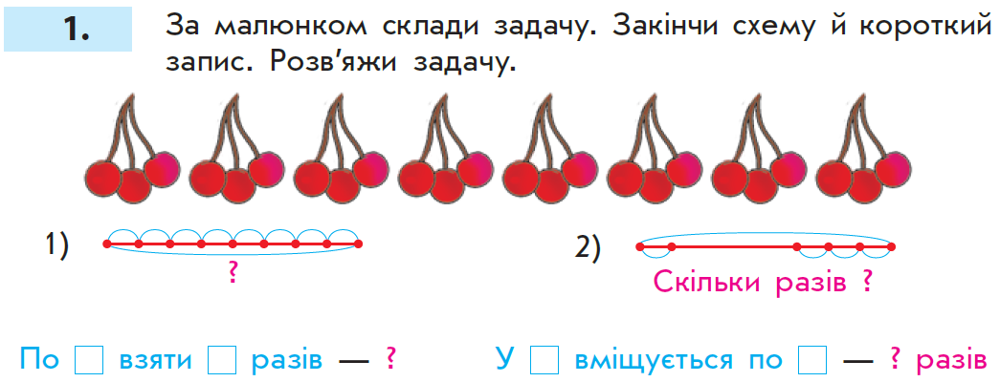 1. За малюнком склади задачу. Закінчи схему й короткий
запис. Розв'яжи задачу.
1)
?
2)
Скільки разів ?
По □ взяти □ разів — ?
У □ вміщується по □ — ? разів